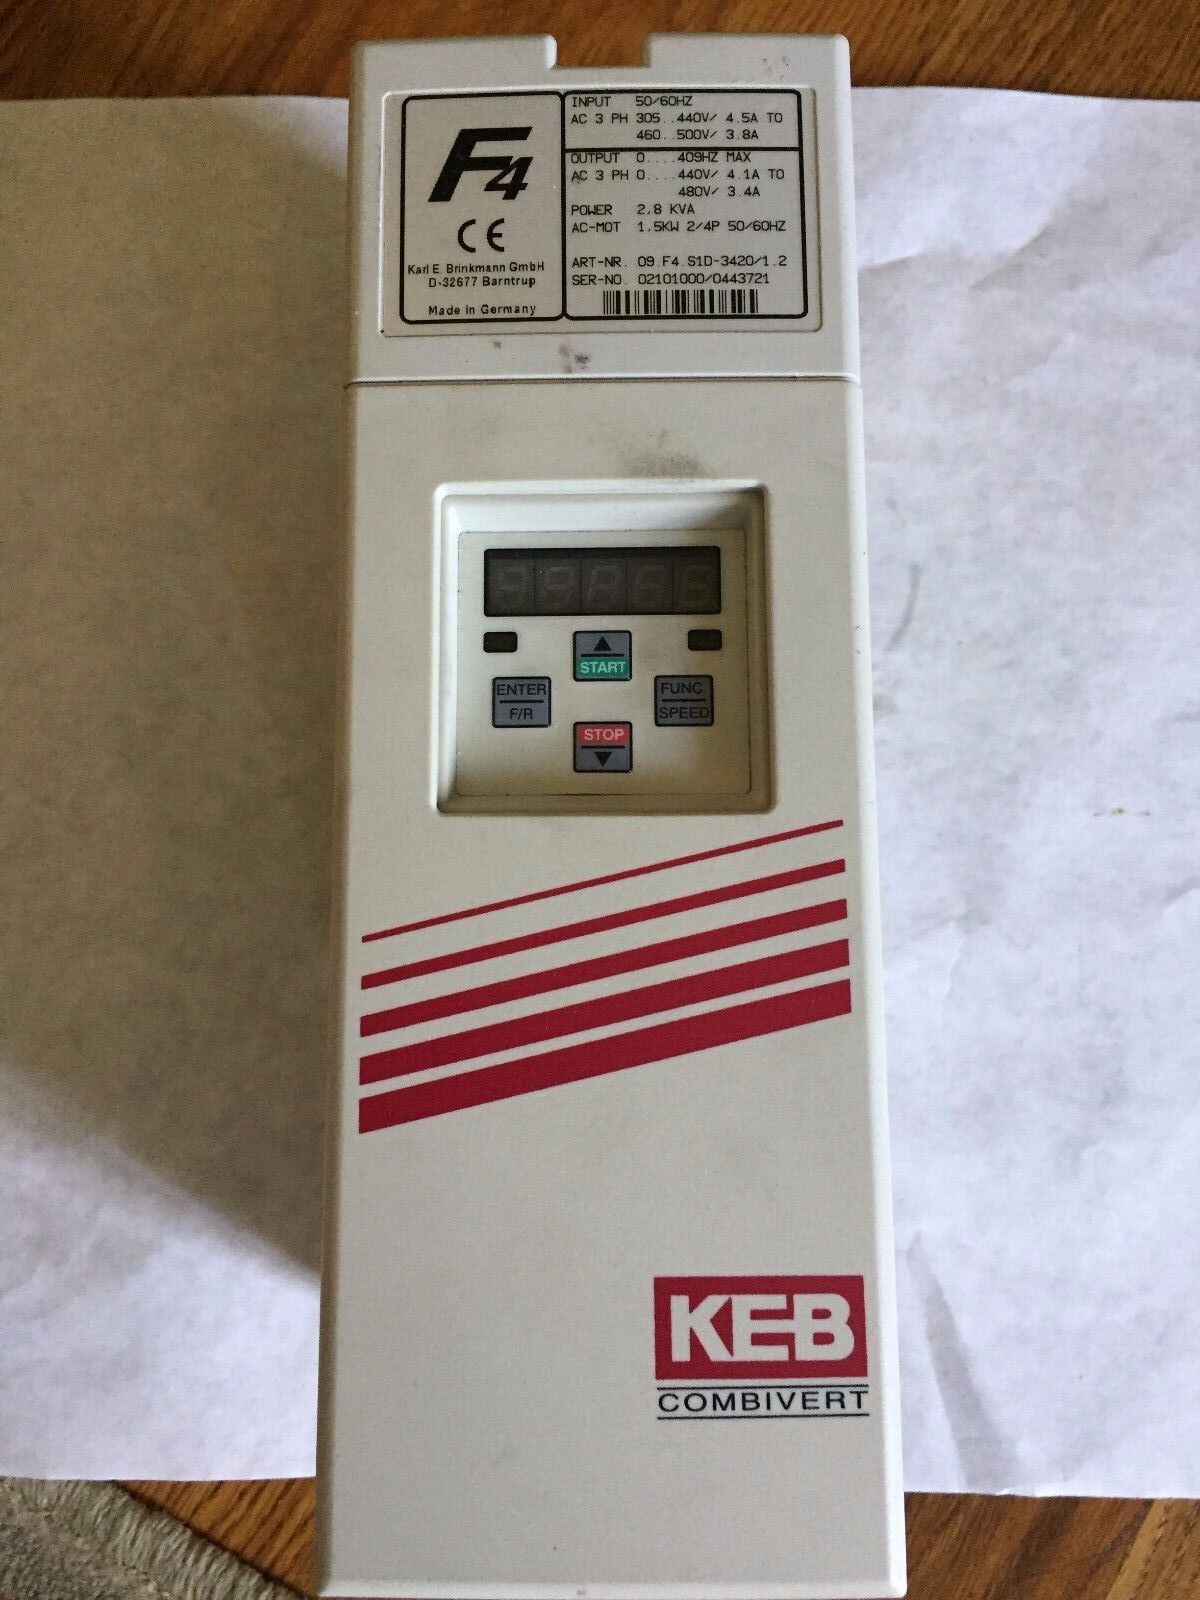 F4
CE
Karl E. Brinkmann GmbH
D-32677 Barntrup
Made in Germany
INPUT 50/60HZ
AC 3 PH 305..440V/ 4.5A TO
460..500V/ 3.8A
OUTPUT 0....409HZ MAX
AC 3 PH 0....440V/ 4.1A TO
480V/ 3.4A
POWER 2,8 KVA
AC-MOT 1,5KW 2/4P 50/60HZ
ART-NR. 09.F4.S1D-3420/1.2
SER-NO. 02101000/0443721
START
ENTER
F/R
FUNC.
SPEED
STOP
KEB
COMBIVERT